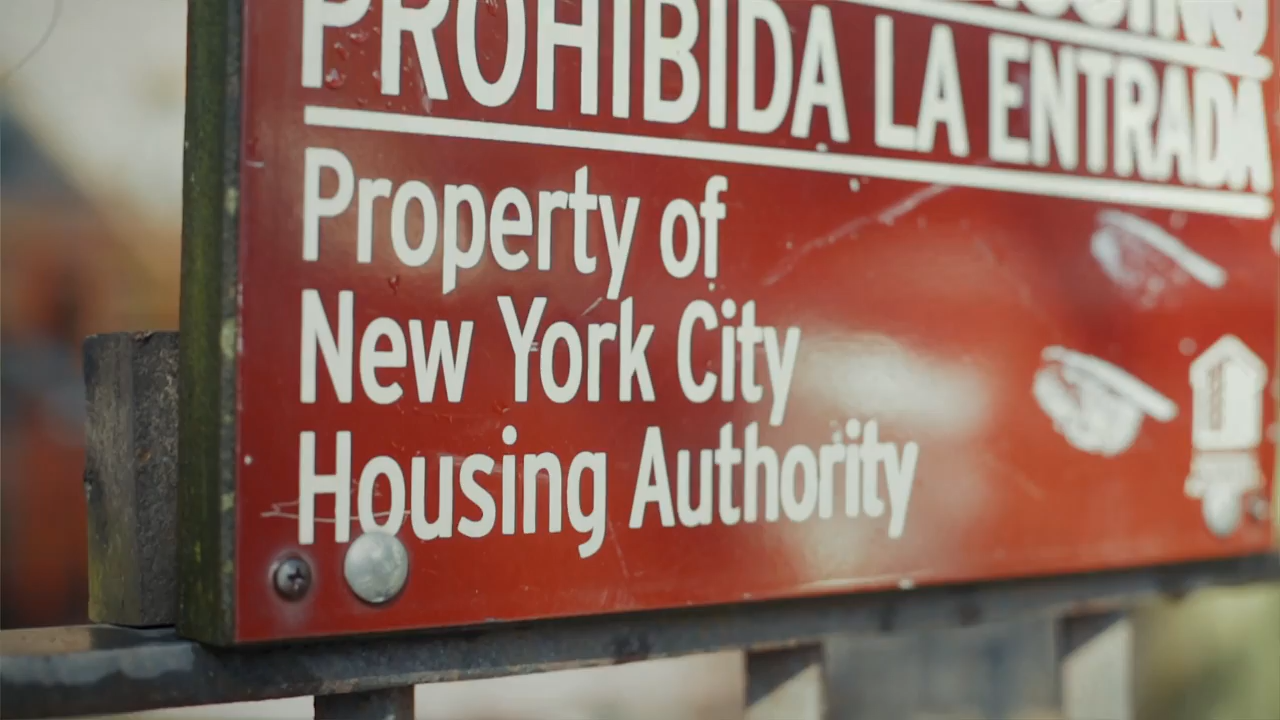 PROHIBIDA LA ENTRADA
Property of
New York City
Housing Authority